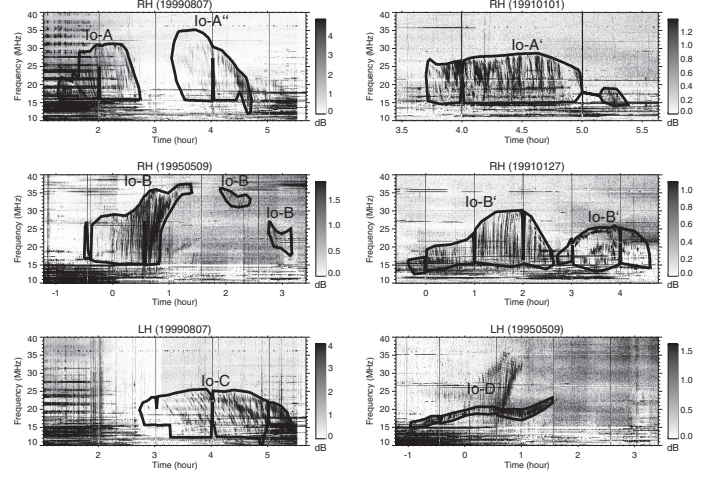 RH (19990807)
Io-A
Io-A"
Frequency (MHz)
40
35
30
25
20
15
10
2
3
4
5
Time (hour)
4
3
2
1
0
dB
RH (19910101)
Io-A'
Frequency (MHz)
40
35
30
25
20
15
10
3.5
4.0
4.5
5.0
5.5
Time (hour)
1.2
1.0
0.8
0.6
0.4
0.2
0.0
dB
RH (19950509)
Io-B
Io-B
Io-B
Frequency (MHz)
40
35
30
25
20
15
10
-1
0
1
2
3
Time (hour)
1.5
1.0
0.5
0.0
dB
RH (19910127)
Io-B'
Io-B'
Frequency (MHz)
40
35
30
25
20
15
10
0
1
2
3
4
Time (hour)
1.0
0.8
0.6
0.4
0.2
0.0
dB
LH (19990807)
Io-C
Frequency (MHz)
40
35
30
25
20
15
10
2
3
4
5
Time (hour)
4
3
2
1
0
dB
LH (19950509)
Io-D
Frequency (MHz)
40
35
30
25
20
15
10
-1
0
1
2
3
Time (hour)
1.5
1.0
0.5
0.0
dB